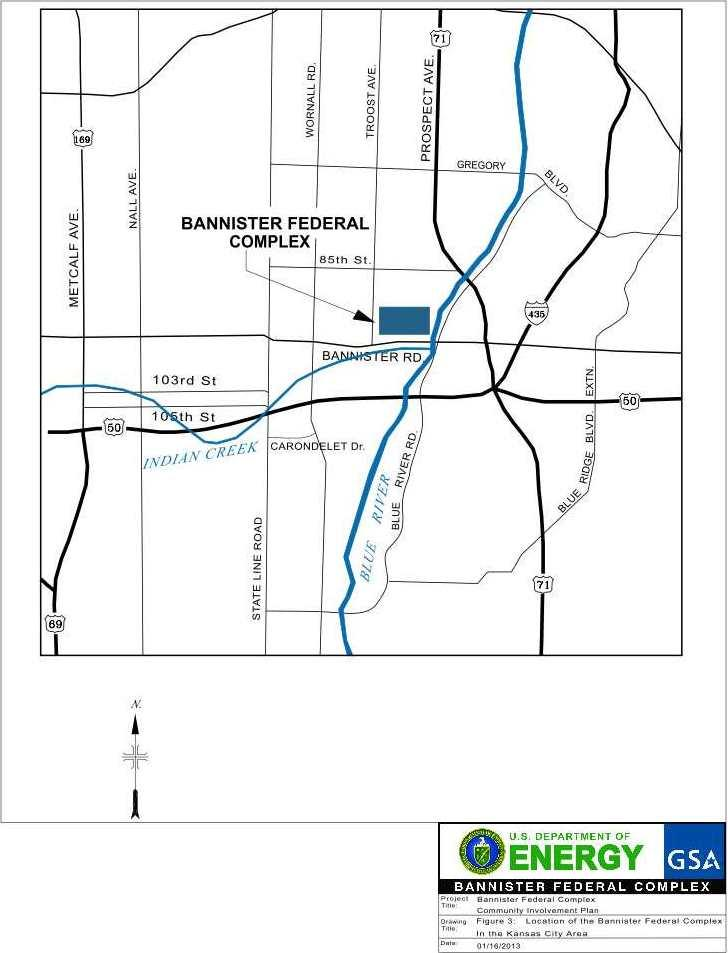 71
WORNALL RD.
TROOST AVE.
PROSPECT AVE.
169
NALL AVE.
GREGORY
BLVD.
METCALF AVE.
BANNISTER FEDERAL
COMPLEX
85th St.
435
BANNISTER RD.
103rd St
105th St
50
50
INDIAN CREEK
CARONDELET Dr.
BLUE RIDGE BLVD. EXTN.
BLUE RIVER RD.
BLUE RIVER
STATE LINE ROAD
71
69
N.
U.S. DEPARTMENT OF
ENERGY
GSA
BANNISTER FEDERAL COMPLEX
Project Title: Bannister Federal Complex
Community Involvement Plan
Drawing Title: Figure 3: Location of the Bannister Federal Complex
In the Kansas City Area
Date: 01/16/2013